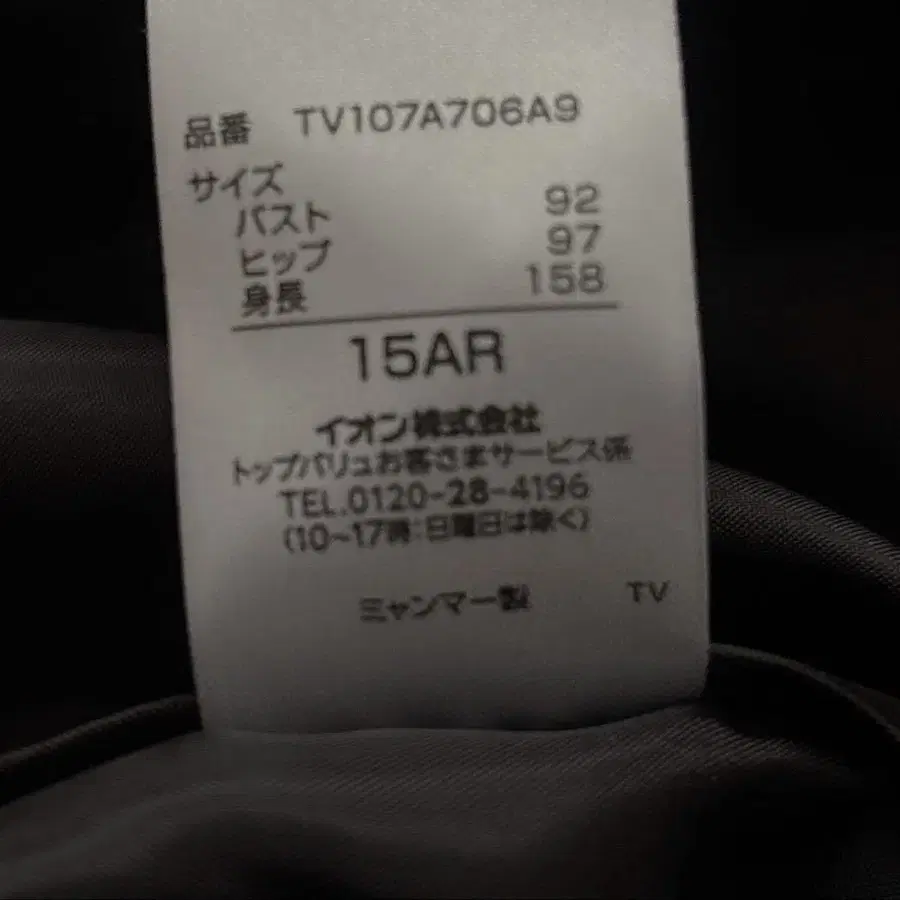 品番 TV107A706A9
サイズ
バスト 92
ヒップ 97
身長 158
15AR
イオン株式会社
トップバリュお客さまサービス係
TEL.0120-28-4196
(10~17時:日曜日は除く)
ミャンマー製 TV